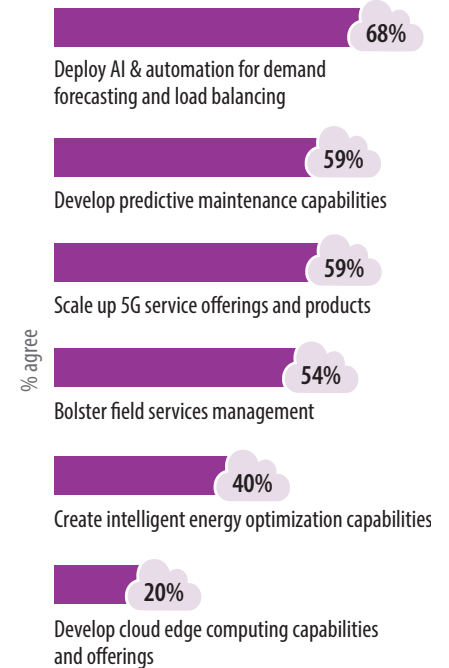 68%
Deploy AI & automation for demand
forecasting and load balancing
59%
Develop predictive maintenance capabilities
59%
Scale up 5G service offerings and products
% agree
54%
Bolster field services management
40%
Create intelligent energy optimization capabilities
20%
Develop cloud edge computing capabilities
and offerings